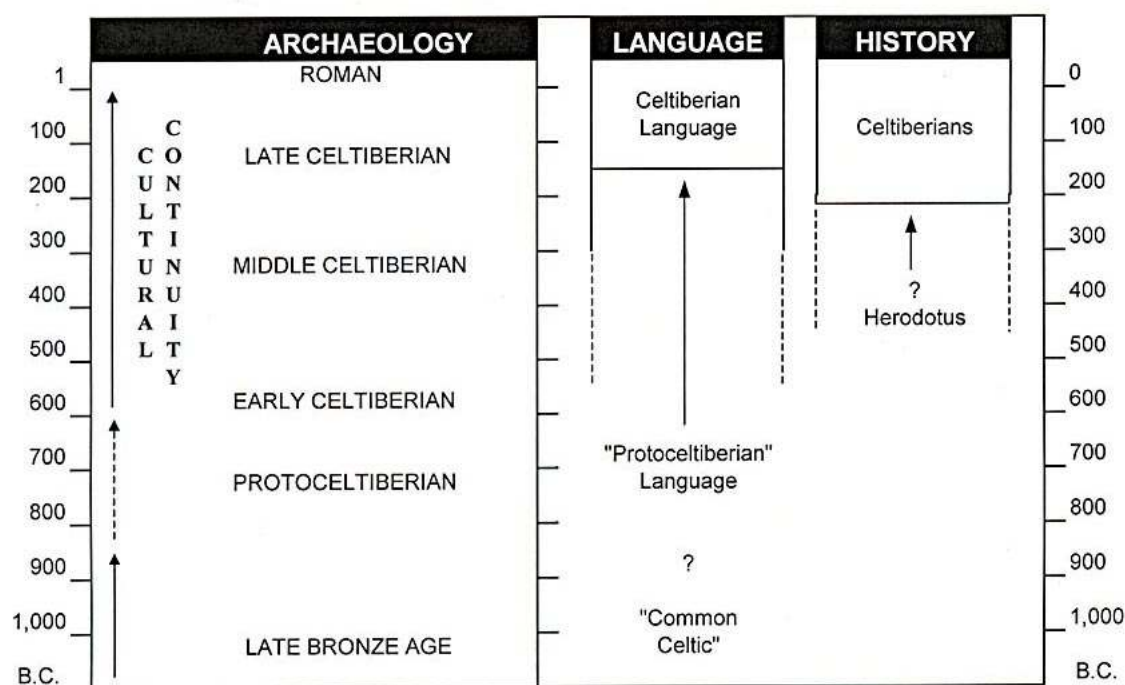 ARCHAEOLOGY
LANGUAGE
HISTORY
1
100
200
300
400
500
600
700
800
900
1,000
B.C.
CULTURAL
CONTINUITY
ROMAN
LATE CELTIBERIAN
MIDDLE CELTIBERIAN
EARLY CELTIBERIAN
PROTOCELTIBERIAN
LATE BRONZE AGE
Celtiberian
Language
"Protoceltiberian"
Language
?
"Common
Celtic"
Celtiberians
?
Herodotus
0
100
200
300
400
500
600
700
800
900
1,000
B.C.